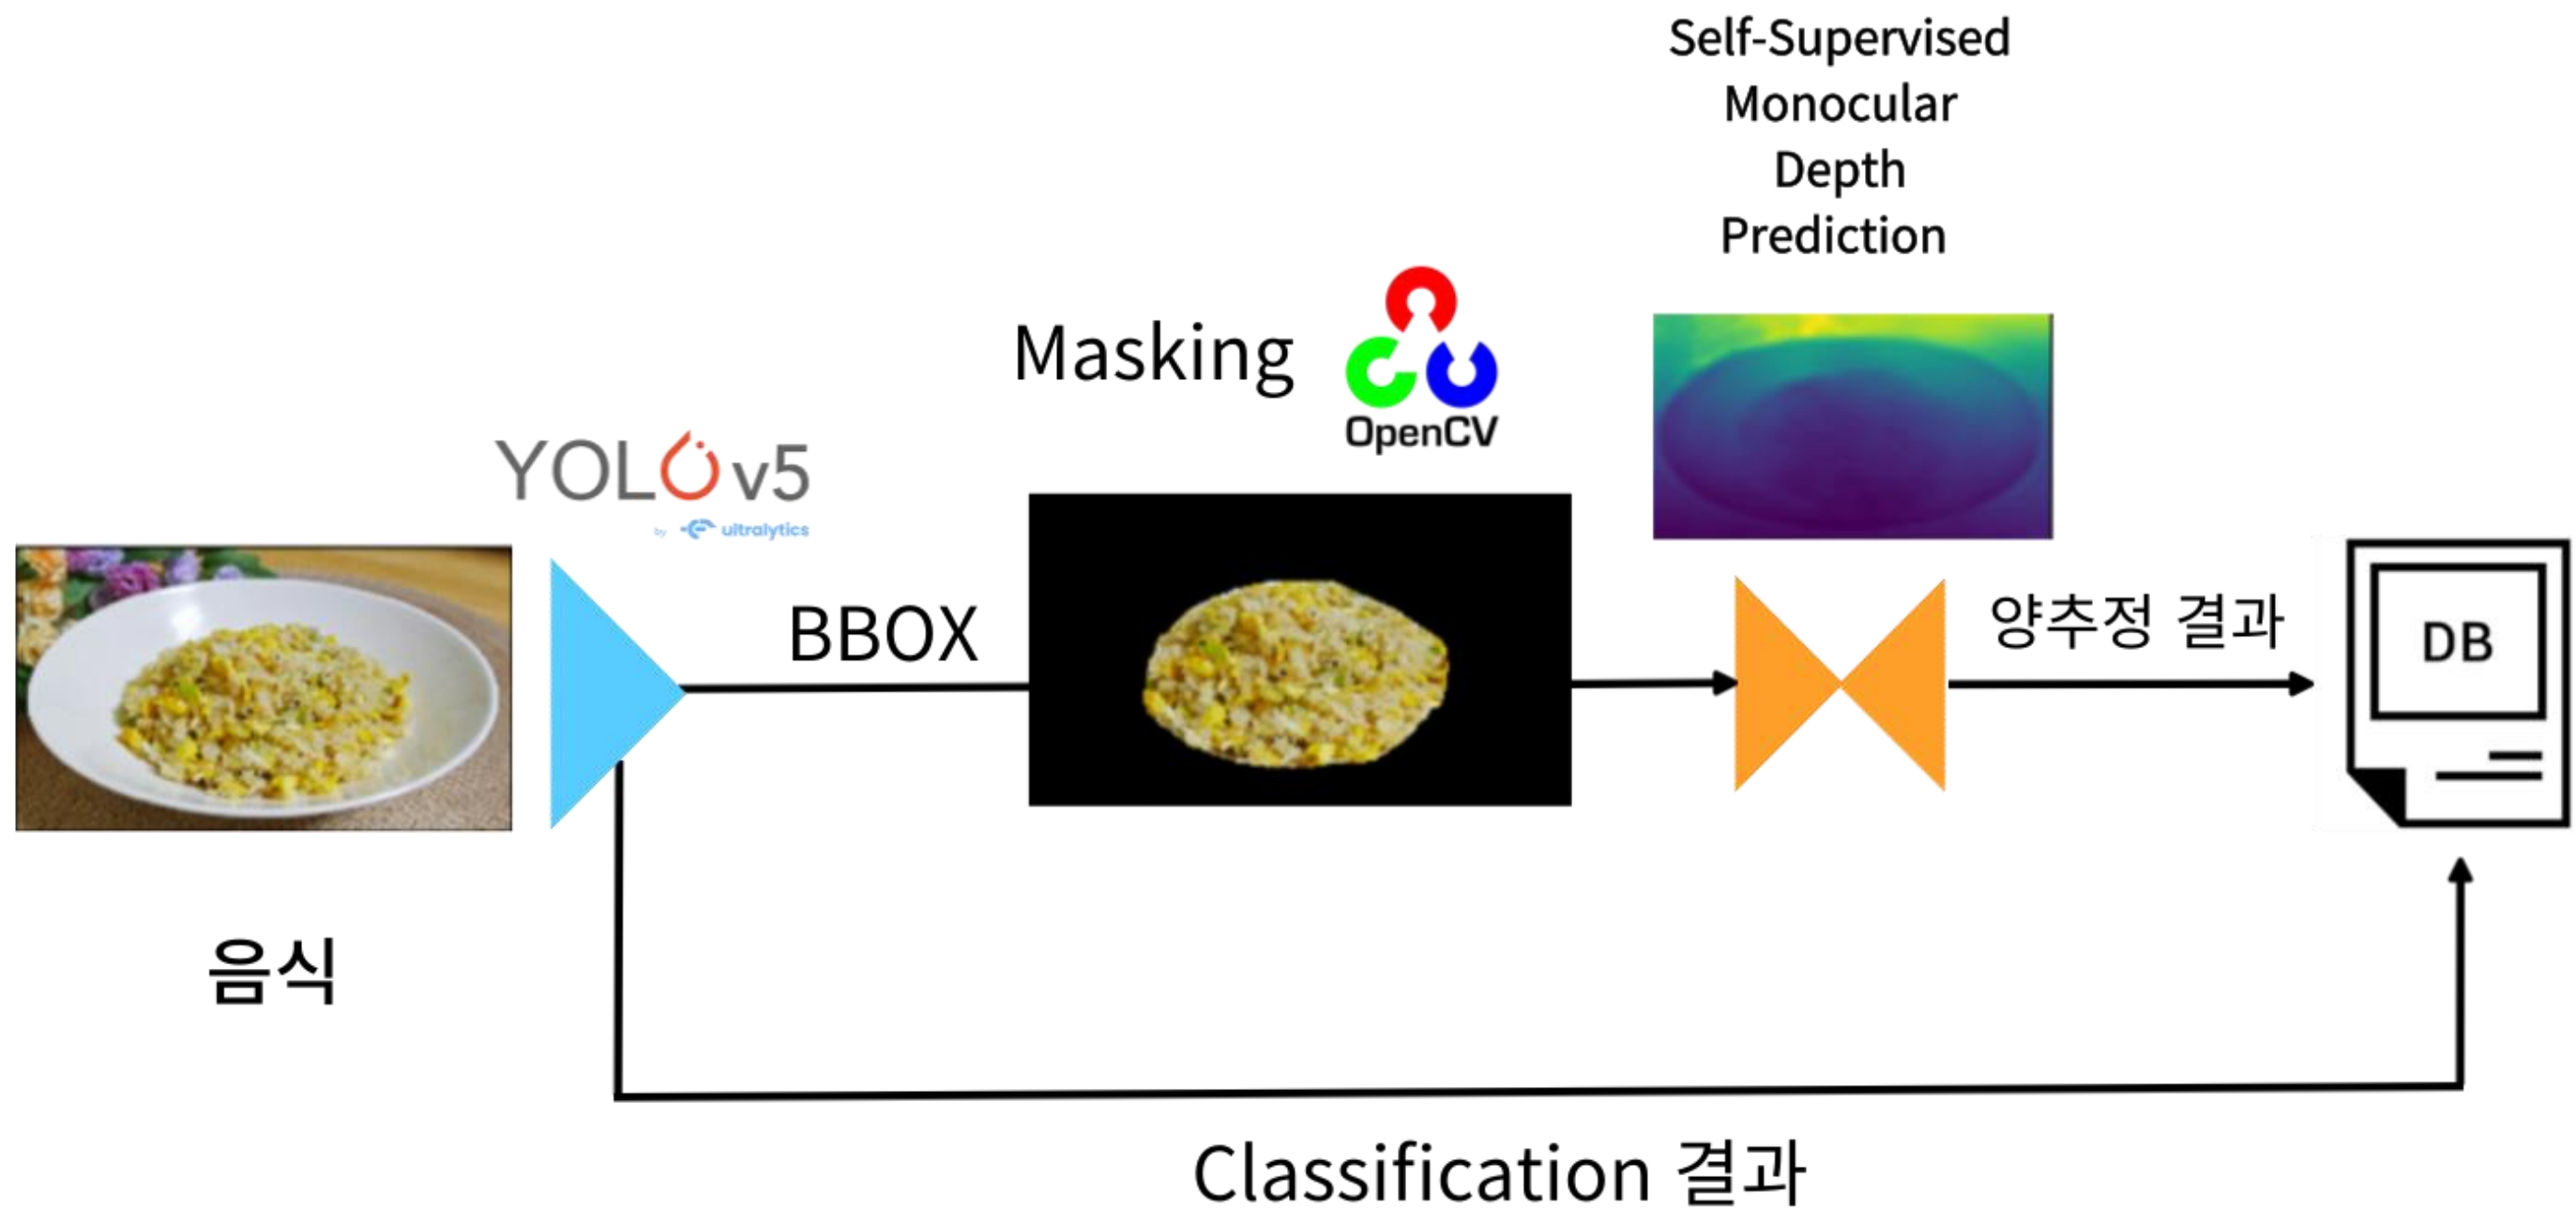 Self-Supervised
Monocular
Depth
Prediction
Masking
OpenCV
YOLOv5
by ultralytics
BBOX
양추정 결과
DB
음식
Classification 결과